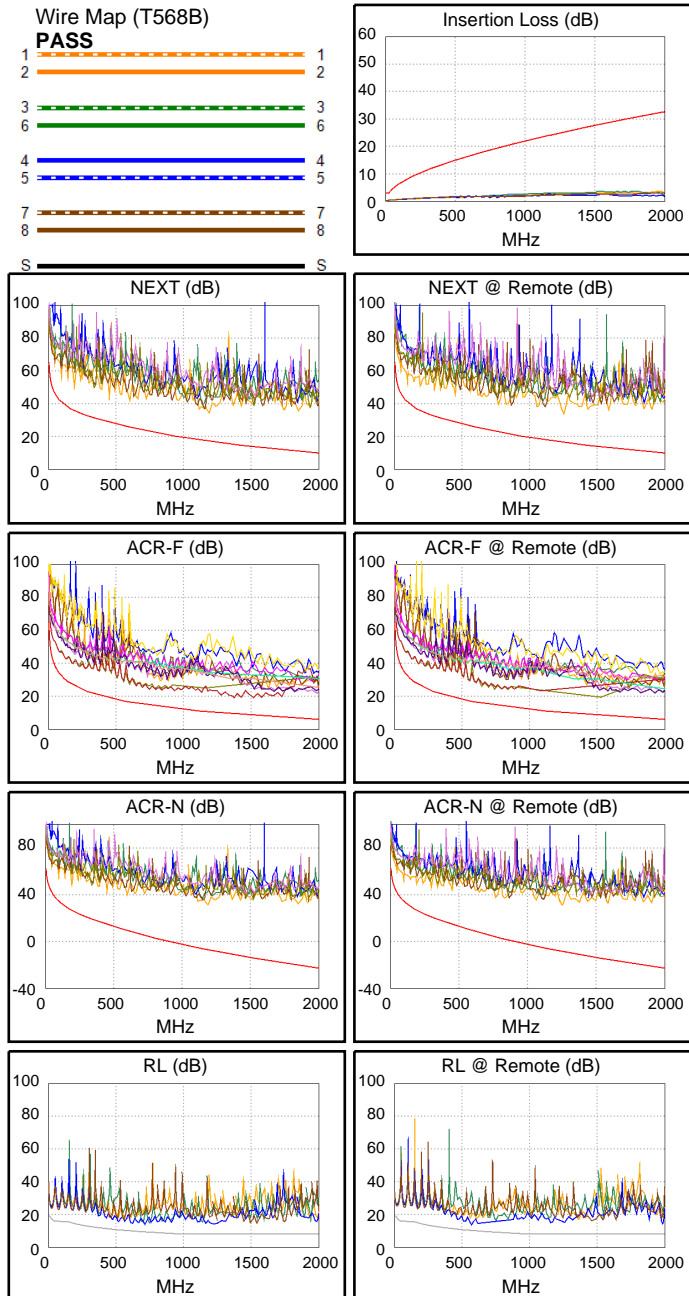 Wire Map (T568B)
PASS
1 1
2 2
3 3
6 6
4 4
5 5
7 7
8 8
S S
Insertion Loss (dB)
60
50
40
30
20
10
0
0 500 1000 1500 2000
MHz
NEXT (dB)
100
80
60
40
20
0
0 500 1000 1500 2000
MHz
NEXT @ Remote (dB)
100
80
60
40
20
0
0 500 1000 1500 2000
MHz
ACR-F (dB)
100
80
60
40
20
0
0 500 1000 1500 2000
MHz
ACR-F @ Remote (dB)
100
80
60
40
20
0
0 500 1000 1500 2000
MHz
ACR-N (dB)
80
40
0
-40
0 500 1000 1500 2000
MHz
ACR-N @ Remote (dB)
80
40
0
-40
0 500 1000 1500 2000
MHz
RL (dB)
100
80
60
40
20
0
0 500 1000 1500 2000
MHz
RL @ Remote (dB)
100
80
60
40
20
0
0 500 1000 1500 2000
MHz